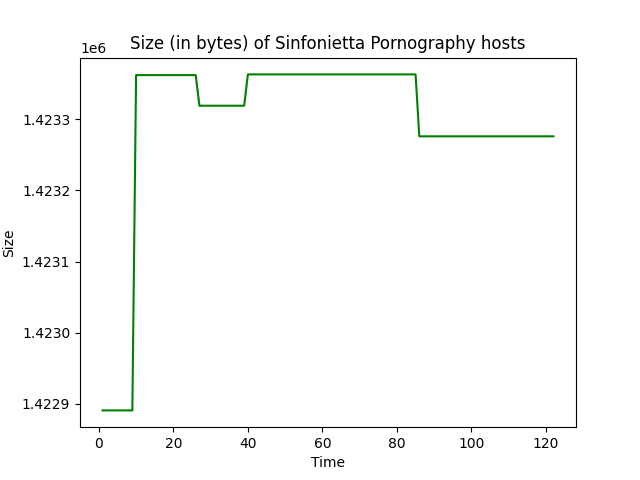 Size (in bytes) of Sinfonietta Pornography hosts
1e6
1.4233
1.4232
1.4231
1.4230
1.4229
Size
0 20 40 60 80 100 120
Time